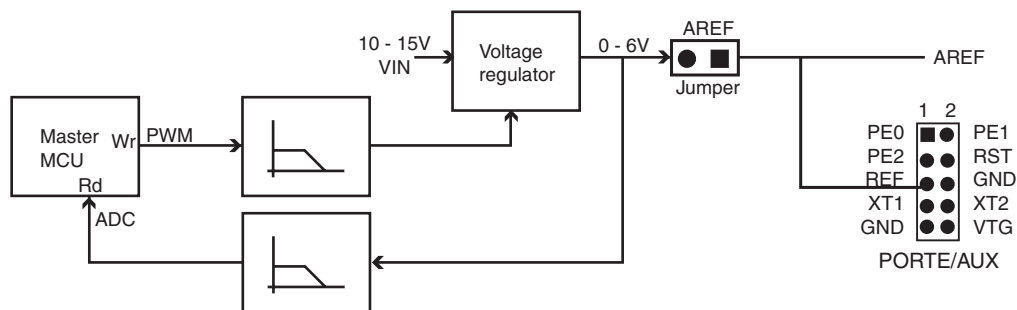 AREF
10 - 15V
VIN
Voltage
regulator
0 - 6V
Jumper
AREF
Master
MCU
Wr
Rd
PWM
ADC
1 2
PE0 PE1
PE2 RST
REF GND
XT1 XT2
GND VTG
PORTE/AUX